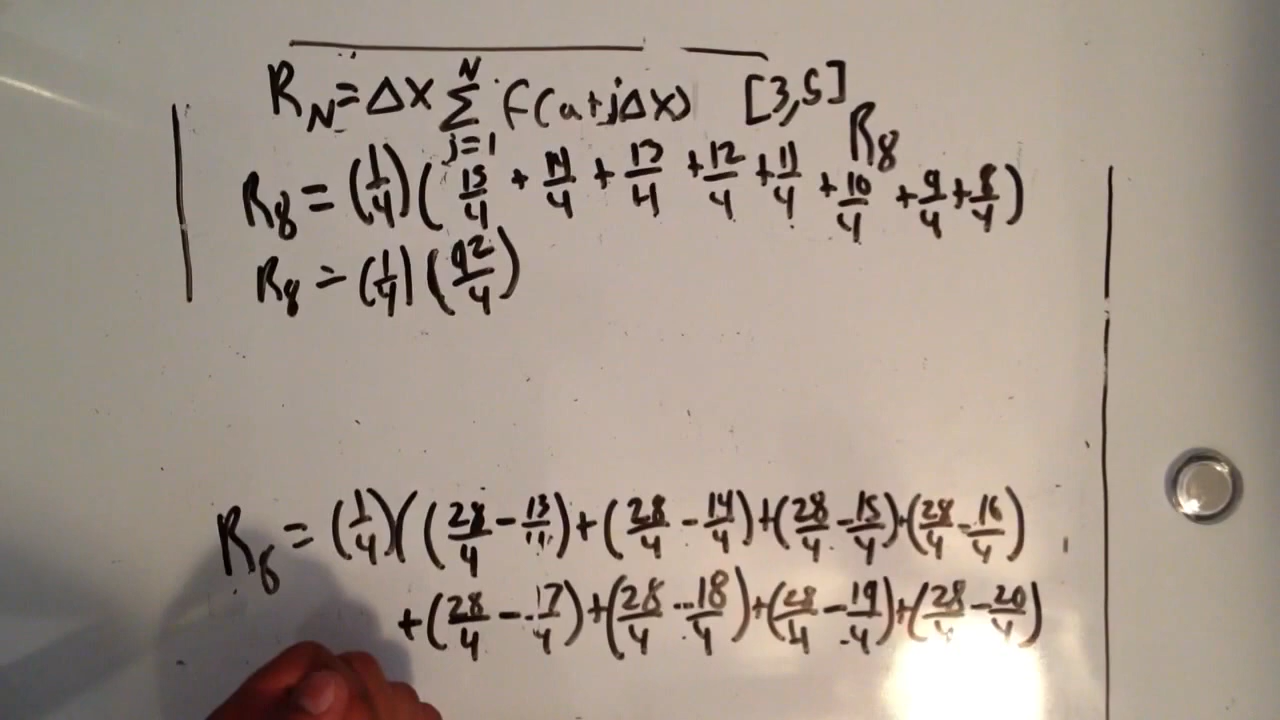 R_N = Δx Σ_{j=1}^{N} f(a+jΔx) [3,5]
R_8
R_8 = (1/4)(15/4 + 14/4 + 13/4 + 12/4 + 11/4 + 10/4 + 9/4 + 8/4)
R_8 = (1/4)(92/4)
R_8 = (1/4)((28/4 - 13/4) + (28/4 - 14/4) + (28/4 - 15/4) + (28/4 - 16/4)
+ (28/4 - 17/4) + (28/4 - 18/4) + (28/4 - 19/4) + (28/4 - 20/4)